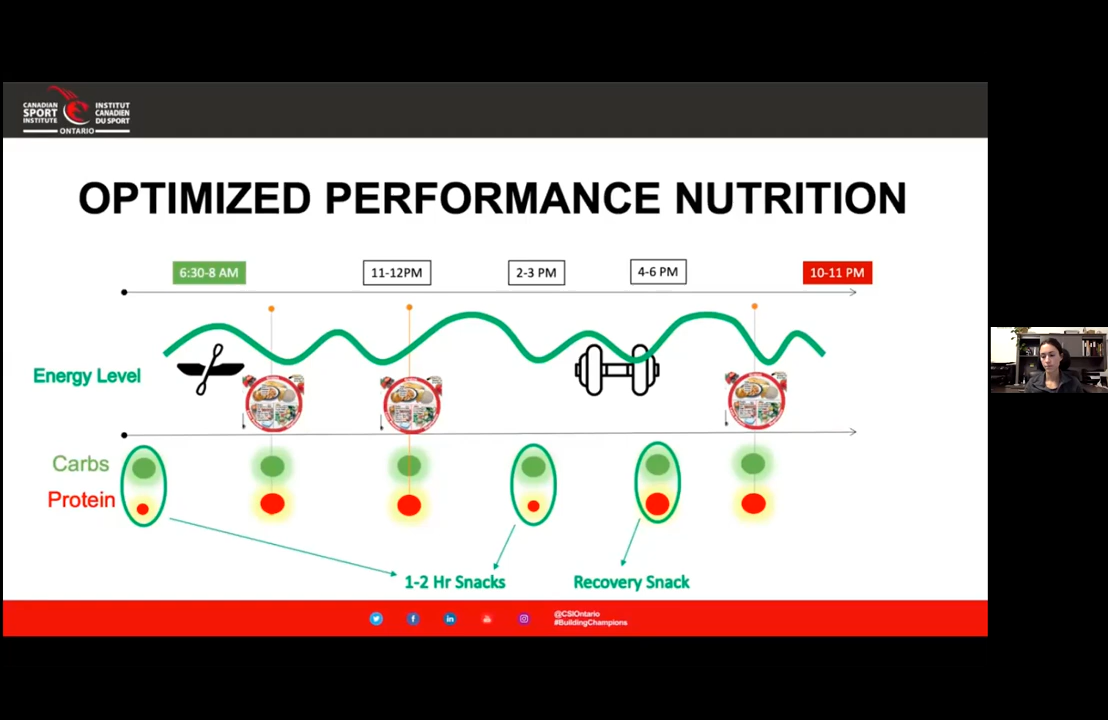 CANADIAN
SPORT
INSTITUTE
INSTITUT
CANADIEN
DU SPORT
ONTARIO
OPTIMIZED PERFORMANCE NUTRITION
6:30-8 AM
11-12PM
2-3 PM
4-6 PM
10-11 PM
Energy Level
Carbs
Protein
1-2 Hr Snacks
Recovery Snack
@CSIOntario
#BuildingChampions